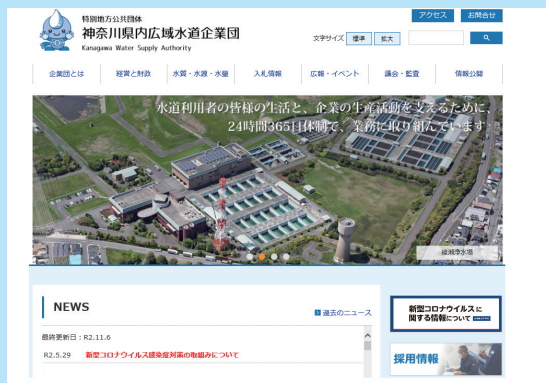 特別地方公共団体
神奈川県内広域水道企業団
Kanagawa Water Supply Authority
アクセス
お問合せ
文字サイズ
標準
拡大
企業団とは
経営と財政
水質・水源・水量
入札情報
広報・イベント
議会・監査
情報公開
水道利用者の皆様の生活と、企業の生産活動を支えるために、
24時間365日体制で、業務に取り組んでいます
綾瀬浄水場
NEWS
過去のニュース
最終更新日：R2.11.6
R2.5.29 新型コロナウイルス感染症対策の取組みについて
新型コロナウイルスに
関する情報について
採用情報